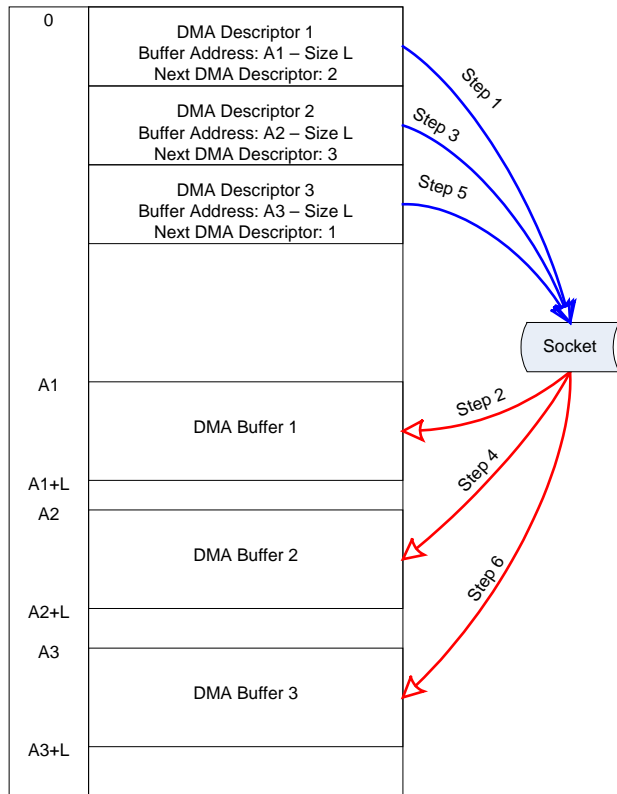 0
DMA Descriptor 1
Buffer Address: A1 – Size L
Next DMA Descriptor: 2
Step 1
DMA Descriptor 2
Buffer Address: A2 – Size L
Next DMA Descriptor: 3
Step 3
DMA Descriptor 3
Buffer Address: A3 – Size L
Next DMA Descriptor: 1
Step 5
Socket
A1
DMA Buffer 1
Step 2
A1+L
A2
DMA Buffer 2
Step 4
A2+L
Step 6
A3
DMA Buffer 3
A3+L